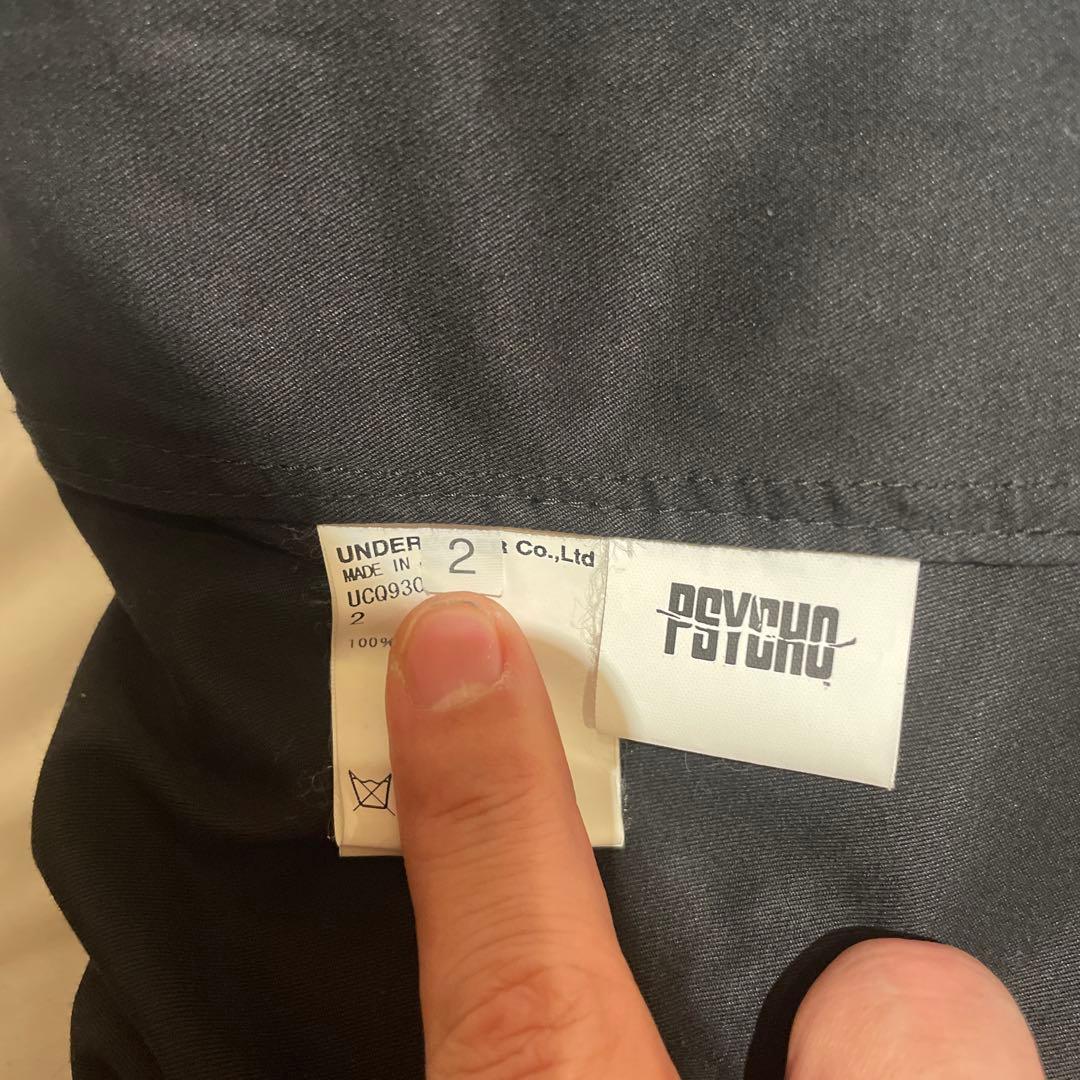 UNDER
2
Co.,Ltd
MADE IN
UCQ930
2
100%
PSYCHO